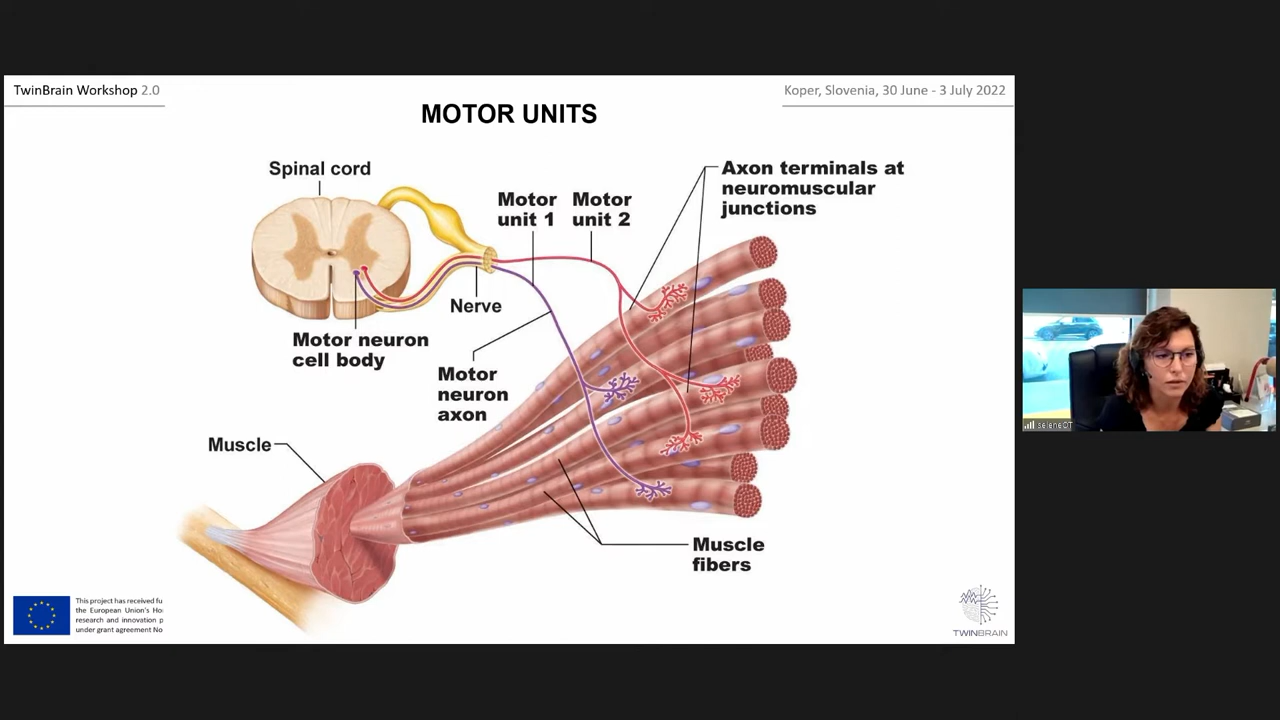 TwinBrain Workshop 2.0
Koper, Slovenia, 30 June - 3 July 2022
MOTOR UNITS
Spinal cord
Motor
unit 1
Motor
unit 2
Axon terminals at
neuromuscular
junctions
Nerve
Motor neuron
cell body
Motor
neuron
axon
Muscle
Muscle
fibers
This project has received fu
the European Union's Ho
research and innovation p
under grant agreement No
TWINBRAIN
seleneOT